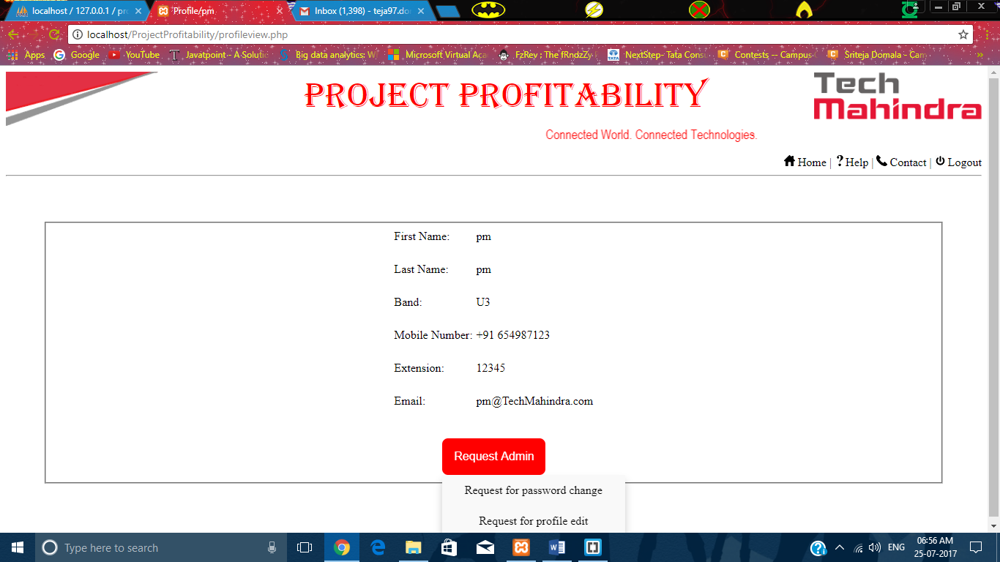 localhost / 127.0.0.1 / pro
Profile/pm
Inbox (1,398) - teja97.do
localhost/ProjectProfitability/profileview.php
Apps
Google
YouTube
Javatpoint - A Soluti
Big data analytics: W
Microsoft Virtual Aca
FzRev ; The fRndzZy
NextStep- Tata Cons
Contests -- Campus
Sriteja Domala - Cam
PROJECT PROFITABILITY
Tech
Mahindra
Connected World. Connected Technologies.
Home | ? Help | Contact | Logout
First Name: pm
Last Name: pm
Band: U3
Mobile Number: +91 654987123
Extension: 12345
Email: pm@TechMahindra.com
Request Admin
Request for password change
Request for profile edit
Type here to search
ENG
06:56 AM
25-07-2017